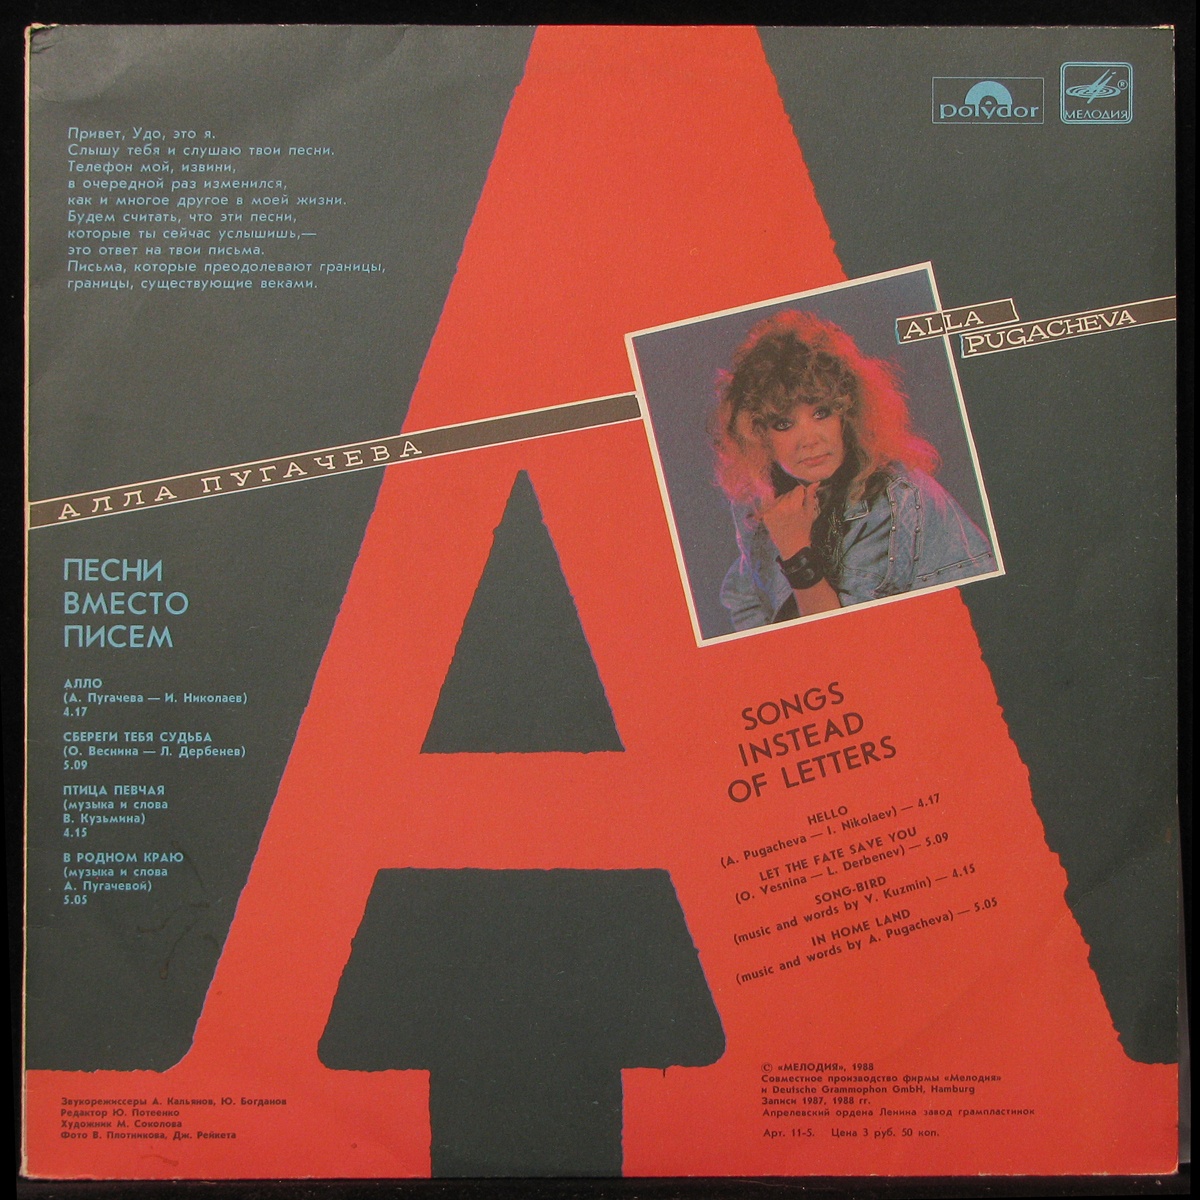 Привет, Удо, это я.
Слышу тебя и слушаю твои песни.
Телефон мой, извини,
в очередной раз изменился,
как и многое другое в моей жизни.
Будем считать, что эти песни,
которые ты сейчас услышишь,—
это ответ на твои письма.
Письма, которые преодолевают границы,
границы, существующие веками.
polydor
МЕЛОДИЯ
ALLA
PUGACHEVA
АЛЛА ПУГАЧЕВА
ПЕСНИ
ВМЕСТО
ПИСЕМ
АЛЛО
(А. Пугачева — И. Николаев)
4.17
СБЕРЕГИ ТЕБЯ СУДЬБА
(О. Веснина — Л. Дербенев)
5.09
ПТИЦА ПЕВЧАЯ
(музыка и слова
В. Кузьмина)
4.15
В РОДНОМ КРАЮ
(музыка и слова
А. Пугачевой)
5.05
SONGS
INSTEAD
OF LETTERS
HELLO
(A. Pugacheva — I. Nikolaev) — 4.17
LET THE FATE SAVE YOU
(O. Vesnina — L. Derbenev) — 5.09
SONG-BIRD
(music and words by V. Kuzmin) — 4.15
IN HOME LAND
(music and words by A. Pugacheva) — 5.05
Звукорежиссеры А. Кальянов, Ю. Богданов
Редактор Ю. Потеенко
Художник М. Соколова
Фото В. Плотникова, Дж. Рейкета
© «МЕЛОДИЯ», 1988
Совместное производство фирмы «Мелодия»
и Deutsche Grammophon GmbH, Hamburg
Записи 1987, 1988 гг.
Апрелевский ордена Ленина завод грампластинок
Арт. 11-5. Цена 3 руб. 50 коп.